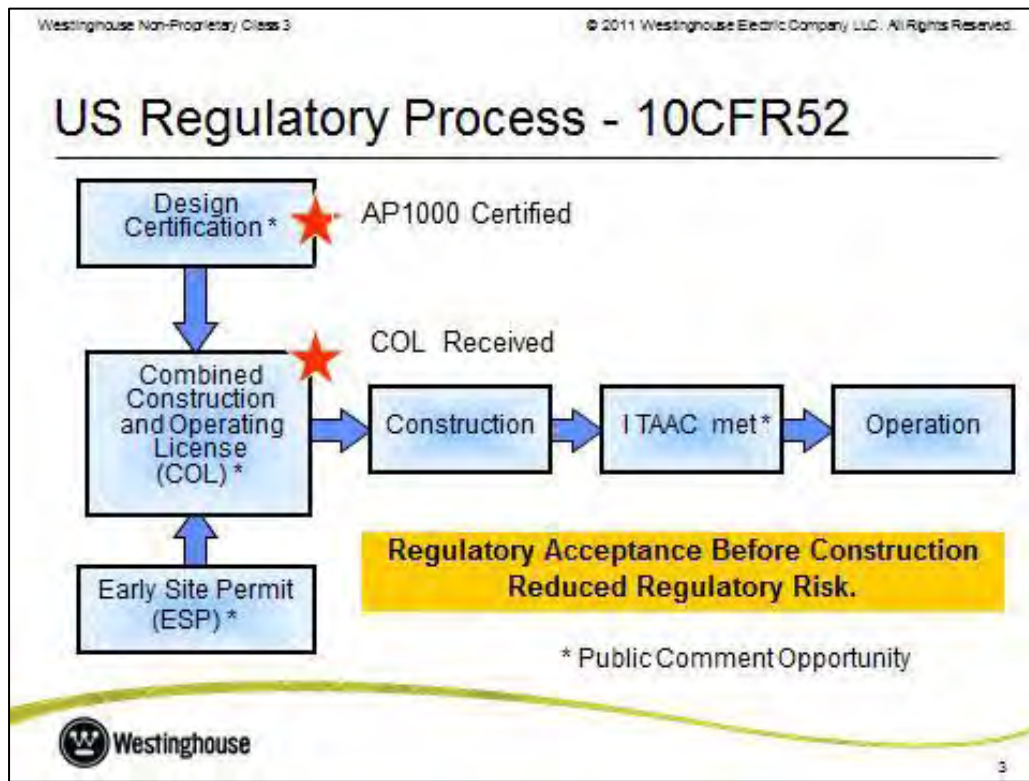 Westinghouse Non-Proprietary Class 3
© 2011 Westinghouse Electric Company LLC. All Rights Reserved.
US Regulatory Process - 10CFR52
Design
Certification *
AP1000 Certified
COL Received
Combined
Construction
and Operating
License
(COL) *
Construction
ITAAC met *
Operation
Early Site Permit
(ESP) *
Regulatory Acceptance Before Construction
Reduced Regulatory Risk.
* Public Comment Opportunity
W
Westinghouse
3